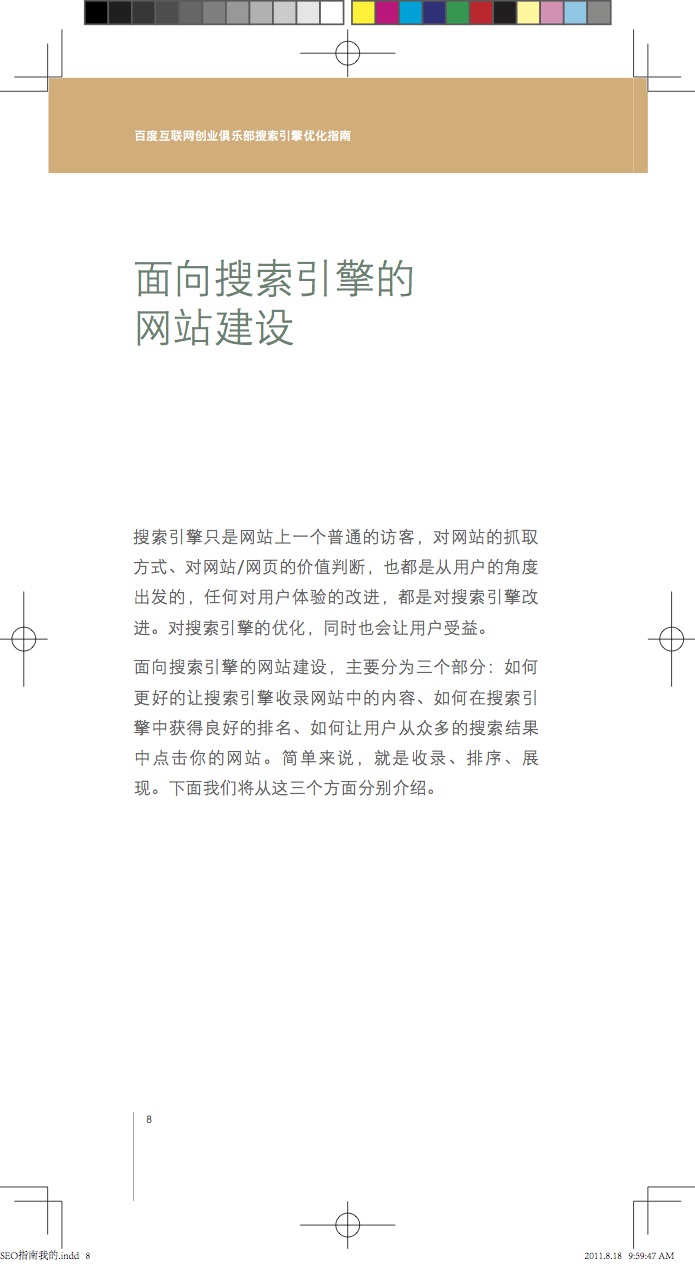 百度互联网创业俱乐部搜索引擎优化指南
面向搜索引擎的
网站建设
搜索引擎只是网站上一个普通的访客，对网站的抓取
方式、对网站/网页的价值判断，也都是从用户的角度
出发的，任何对用户体验的改进，都是对搜索引擎改
进。对搜索引擎的优化，同时也会让用户受益。
面向搜索引擎的网站建设，主要分为三个部分：如何
更好的让搜索引擎收录网站中的内容、如何在搜索引
擎中获得良好的排名、如何让用户从众多的搜索结果
中点击你的网站。简单来说，就是收录、排序、展
现。下面我们将从这三个方面分别介绍。
8
SEO指南我的.indd 8
2011.8.18 9:59:47 AM